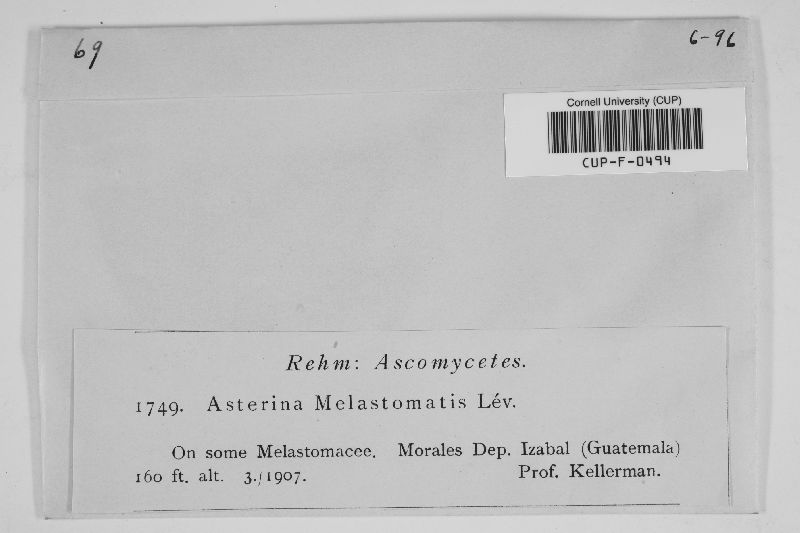 69
6-96
Cornell University (CUP)
CUP-F-0494
Rehm: Ascomycetes.
1749. Asterina Melastomatis Lév.
On some Melastomacee. Morales Dep. Izabal (Guatemala)
160 ft. alt. 3./1907. Prof. Kellerman.